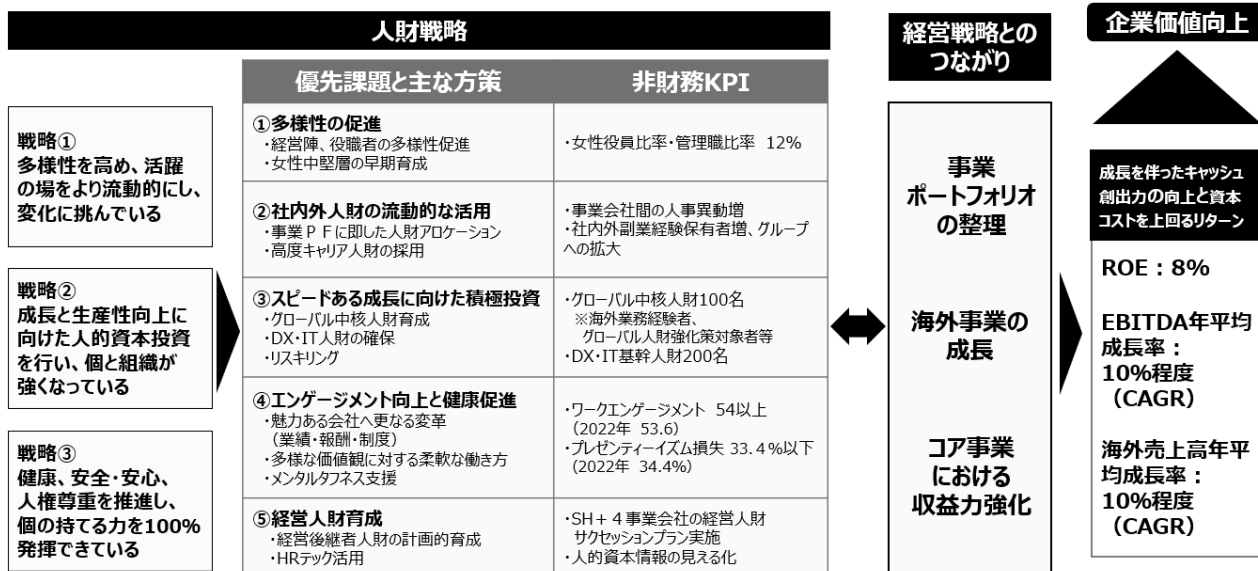 人財戦略
戦略①
多様性を高め、活躍
の場をより流動的にし、
変化に挑んでいる
戦略②
成長と生産性向上に
向けた人的資本投資
を行い、個と組織が
強くなっている
戦略③
健康、安全・安心、
人権尊重を推進し、
個の持てる力を100%
発揮できている
優先課題と主な方策
非財務KPI
①多様性の促進
・経営陣、役職者の多様性促進
・女性中堅層の早期育成
・女性役員比率・管理職比率 12%
②社内外人財の流動的な活用
・事業PFに即した人財アロケーション
・高度キャリア人財の採用
・事業会社間の人事異動増
・社内外副業経験保有者増、グループ
への拡大
③スピードある成長に向けた積極投資
・グローバル中核人財育成
・DX・IT人財の確保
・リスキリング
・グローバル中核人財100名
※海外業務経験者、
グローバル人財強化策対象者等
・DX・IT基幹人財200名
④エンゲージメント向上と健康促進
・魅力ある会社へ更なる変革
(業績・報酬・制度)
・多様な価値観に対する柔軟な働き方
・メンタルタフネス支援
・ワークエンゲージメント 54以上
(2022年 53.6)
・プレゼンティーイズム損失 33.4%以下
(2022年 34.4%)
⑤経営人財育成
・経営後継者人財の計画的育成
・HRテック活用
・SH+4事業会社の経営人財
サクセッションプラン実施
・人的資本情報の見える化
経営戦略との
つながり
事業
ポートフォリオ
の整理
海外事業の
成長
コア事業
における
収益力強化
企業価値向上
成長を伴ったキャッシュ
創出力の向上と資本
コストを上回るリターン
ROE:8%
EBITDA年平均
成長率:
10%程度
(CAGR)
海外売上高年平
均成長率:
10%程度
(CAGR)